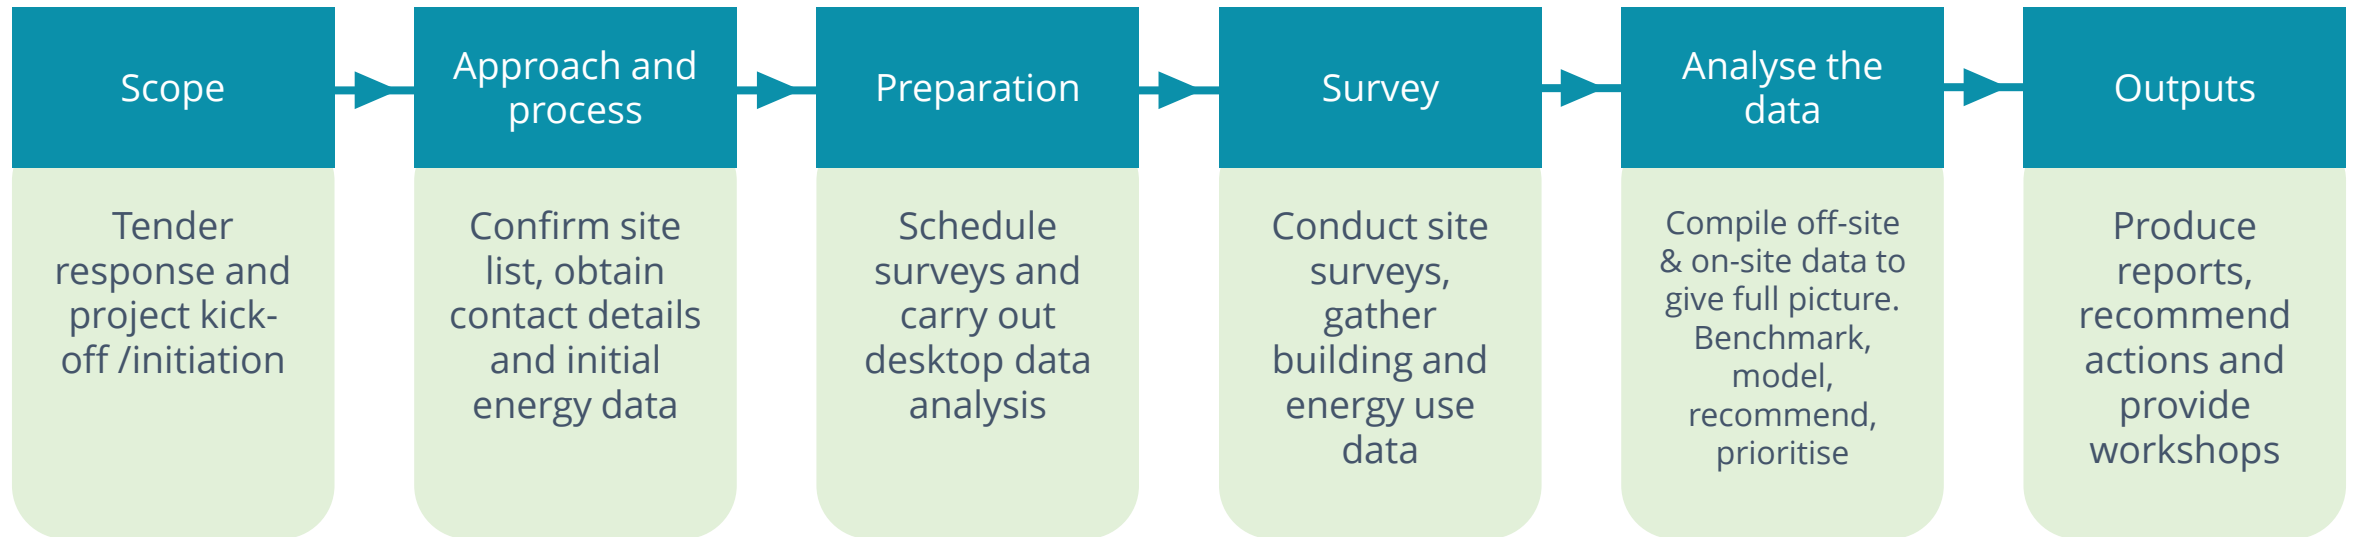 Scope
Tender
response and
project kick-
off /initiation
Approach and
process
Confirm site
list, obtain
contact details
and initial
energy data
Preparation
Schedule
surveys and
carry out
desktop data
analysis
Survey
Conduct site
surveys,
gather
building and
energy use
data
Analyse the
data
Compile off-site
& on-site data to
give full picture.
Benchmark,
model,
recommend,
prioritise
Outputs
Produce
reports,
recommend
actions and
provide
workshops